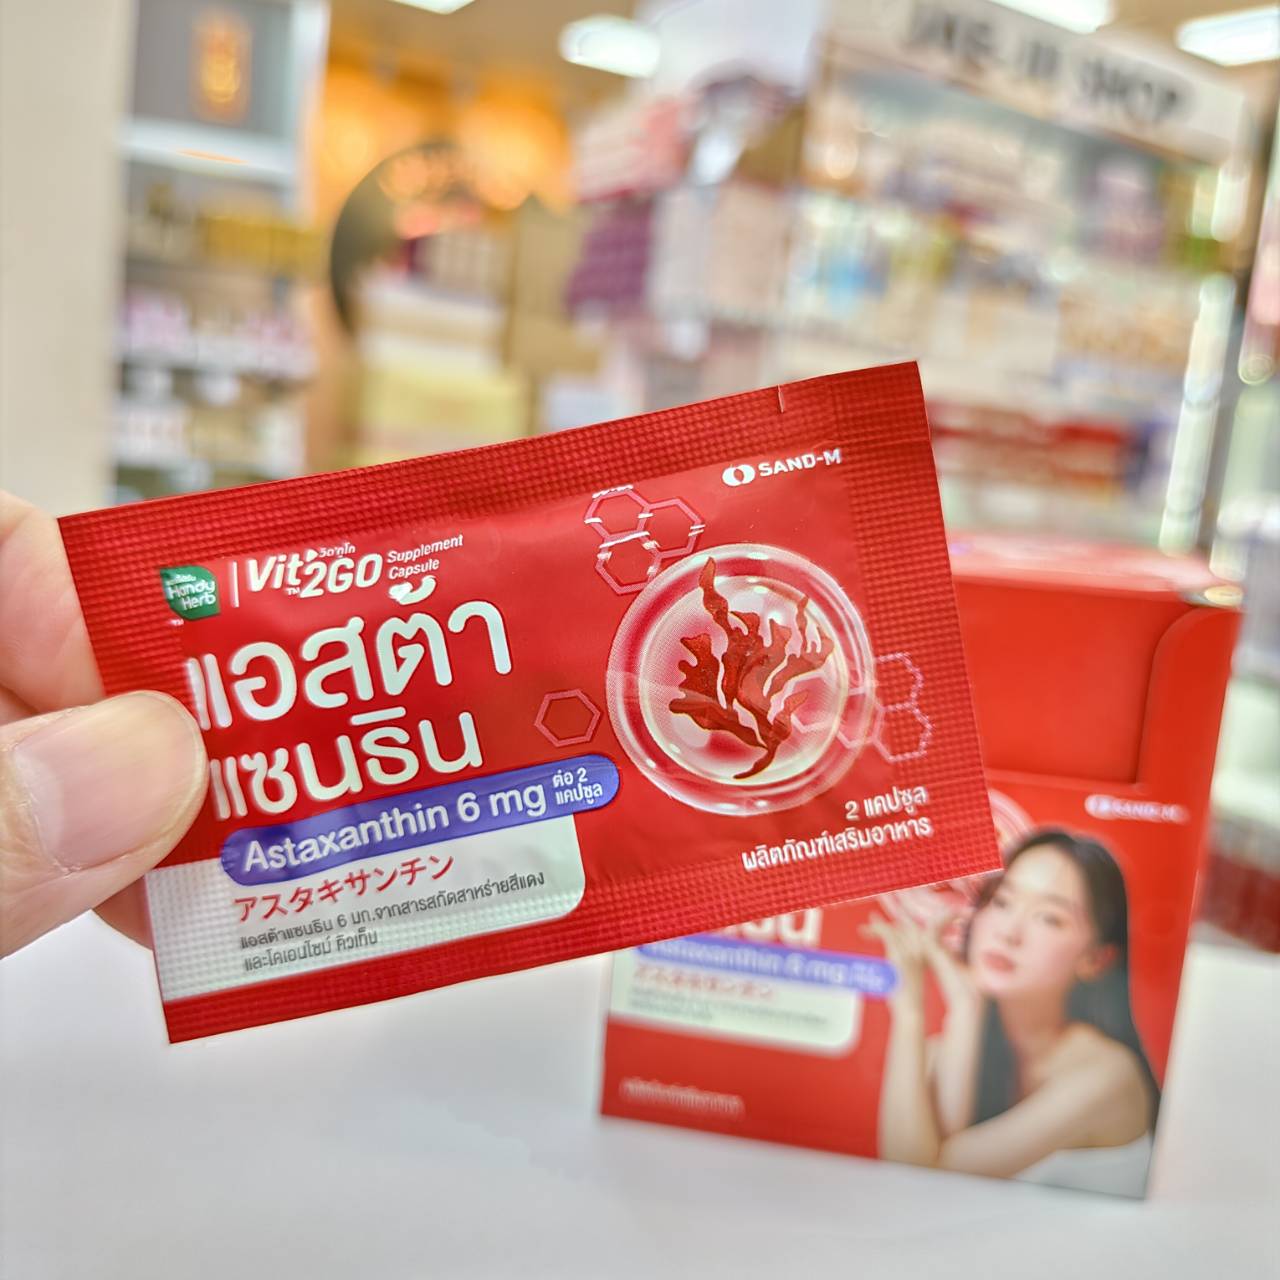 SAND-M
Handy
Herb
Vit2GO
วิตทูโก
Supplement
Capsule
แอสต้า
แซนธิน
Astaxanthin 6 mg ต่อ 2 แคปซูล
アスタキサンチン
แอสต้าแซนธิน 6 มก.จากสารสกัดสาหร่ายสีแดง
และโคเอนไซม์ คิวเท็น
2 แคปซูล
ผลิตภัณฑ์เสริมอาหาร
SAND-M
Astaxanthin 6 mg
アスタキサンチン
SHOP